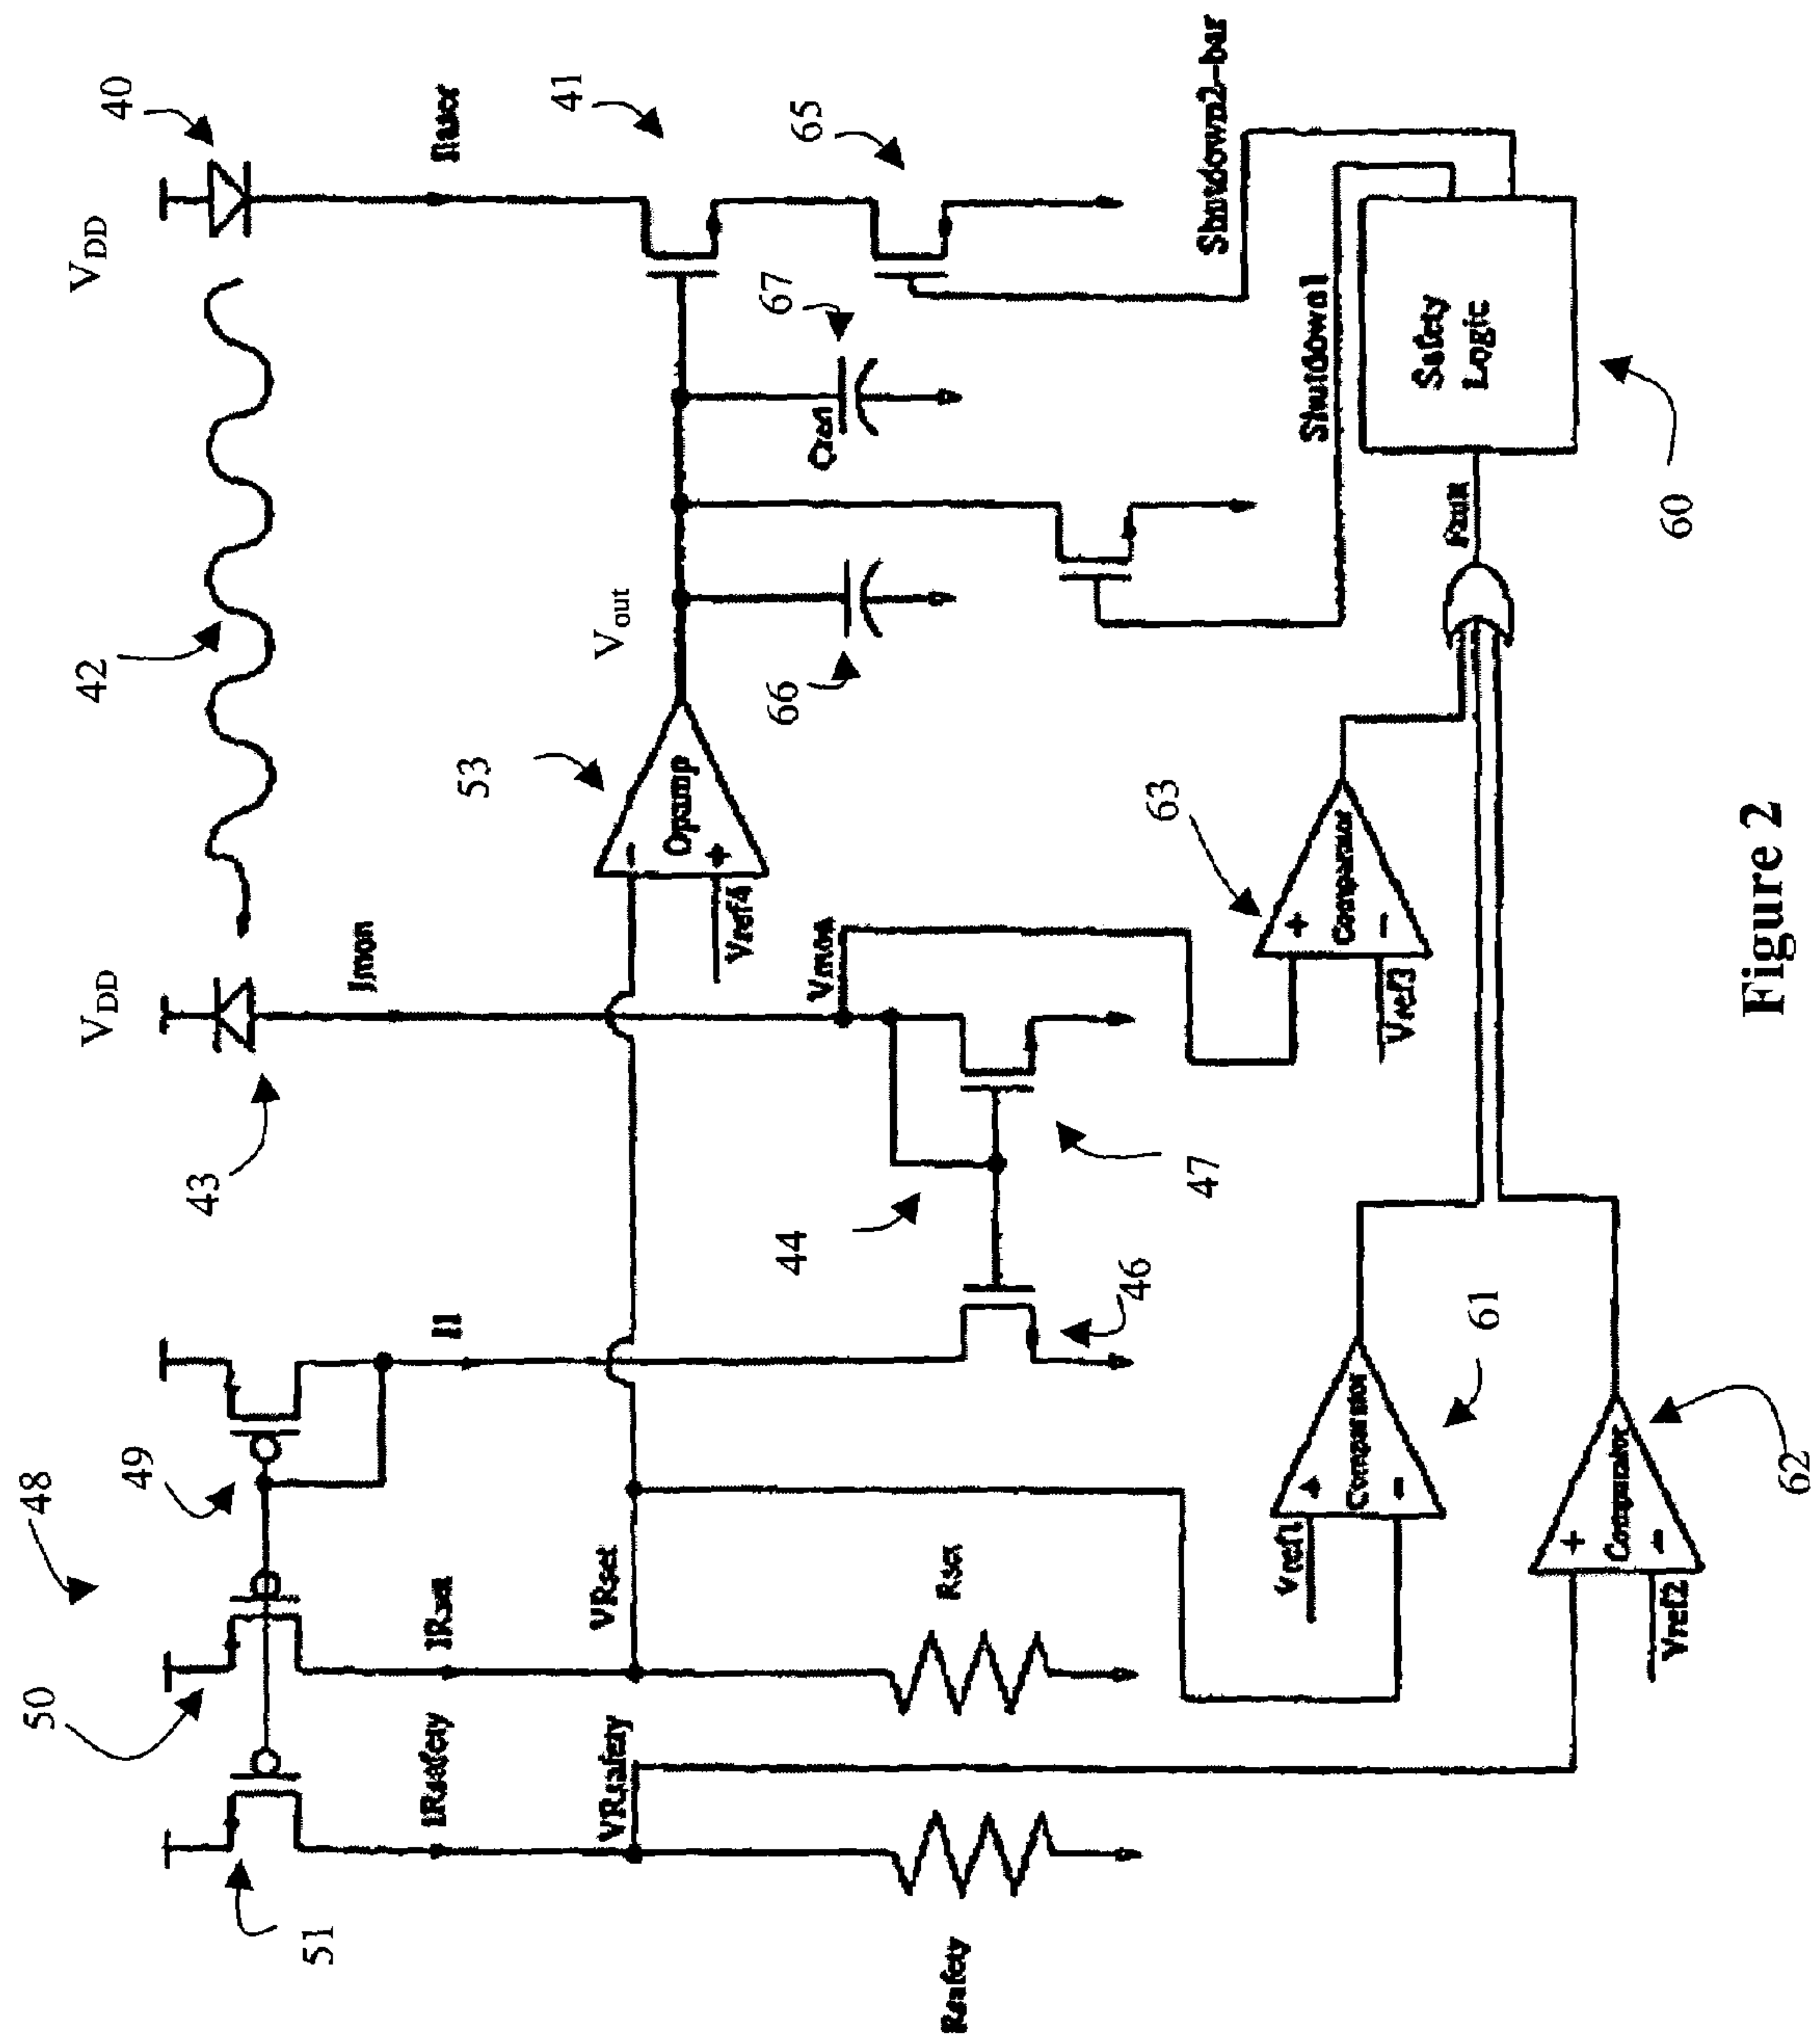 48
50
49
51
43
42
40
VDD
VDD
IRsafety
IRset
I1
Imon
Ilaser
41
53
Vout
VRsafety
VRset
Opamp
-
+
Vref4
Vmon
66
67
65
44
46
47
Rsafety
Rset
63
Comparator
+
-
Vref3
Vref1
Comparator
-
61
Vref2
Comparator
+
-
62
Fault
Safety
Logic
60
Shutdown1
Shutdown2-bar
Figure 2